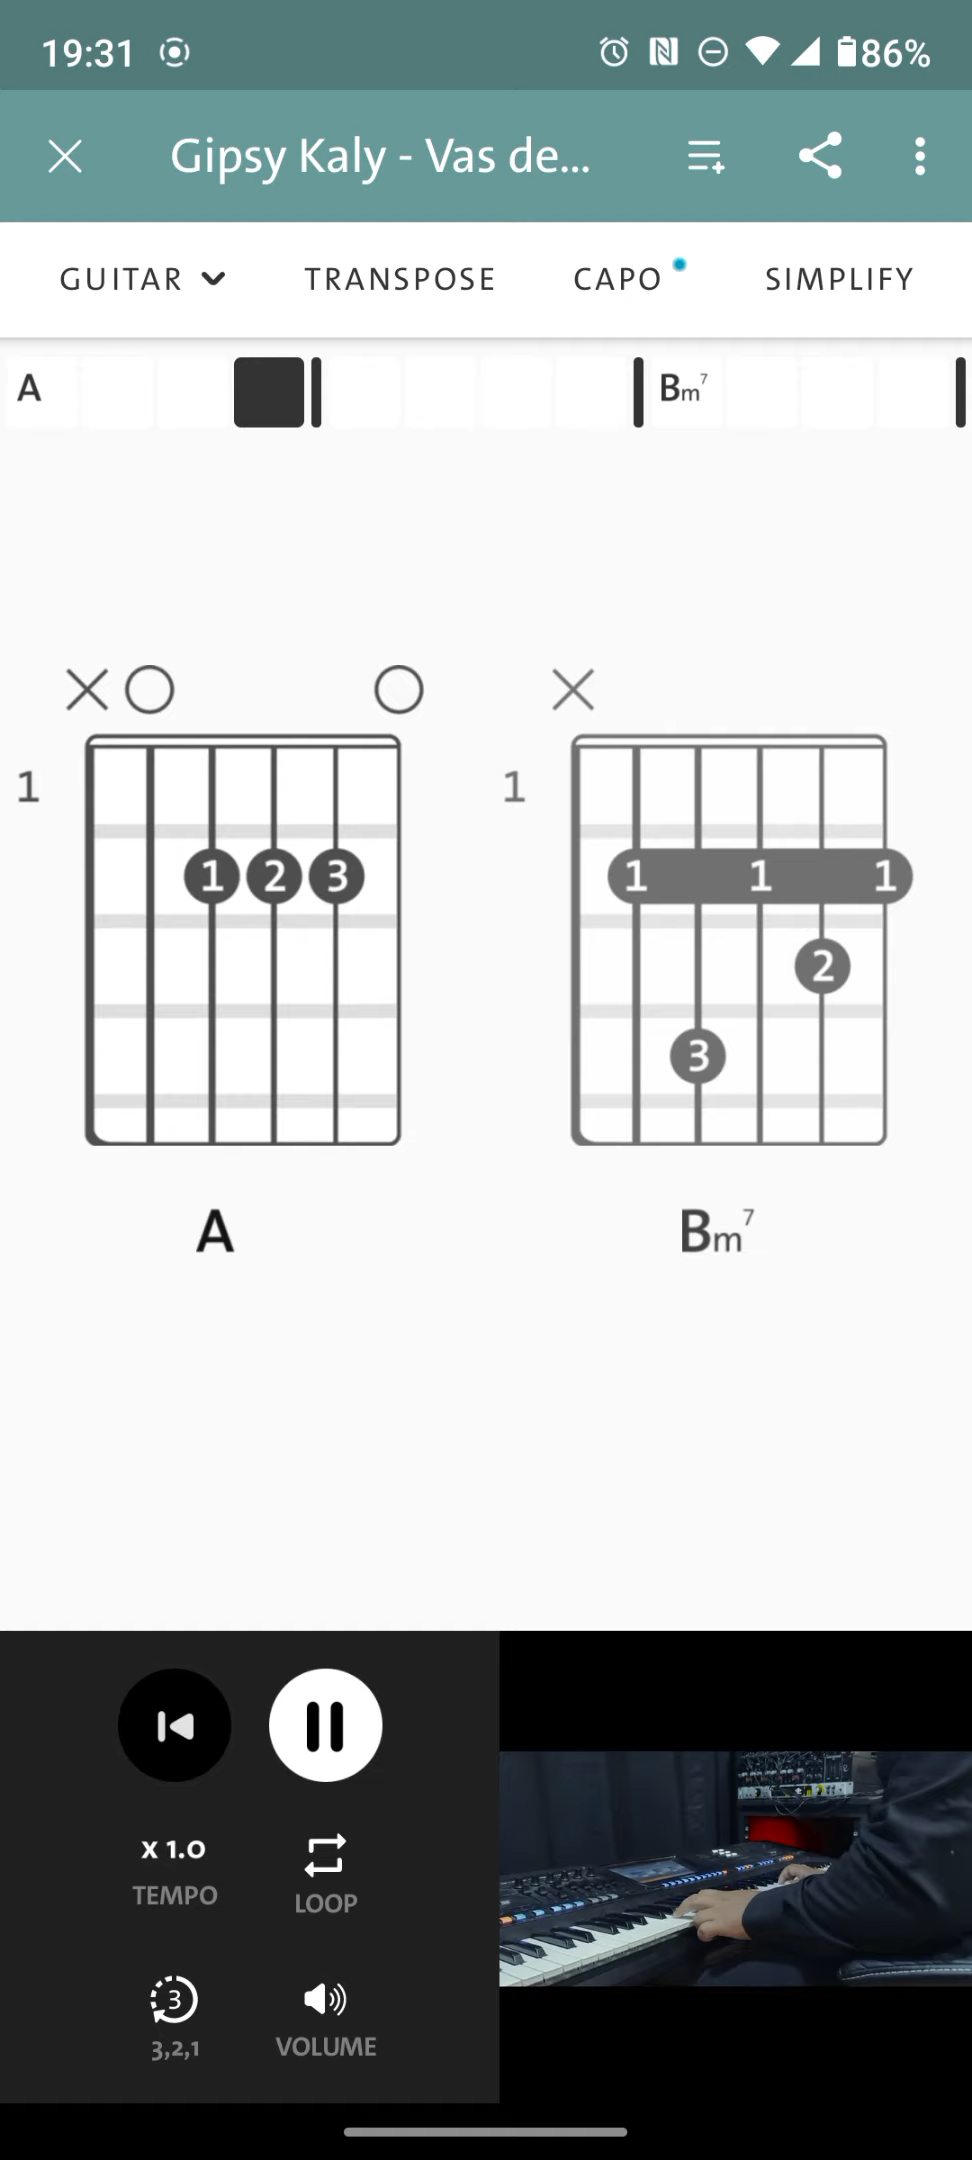 19:31 86%
Gipsy Kaly - Vas de...
GUITAR TRANSPOSE CAPO SIMPLIFY
A Bm7
1 1
1 2 3 1 1 1
2
3
A Bm7
x 1.0
TEMPO LOOP
3
3,2,1 VOLUME